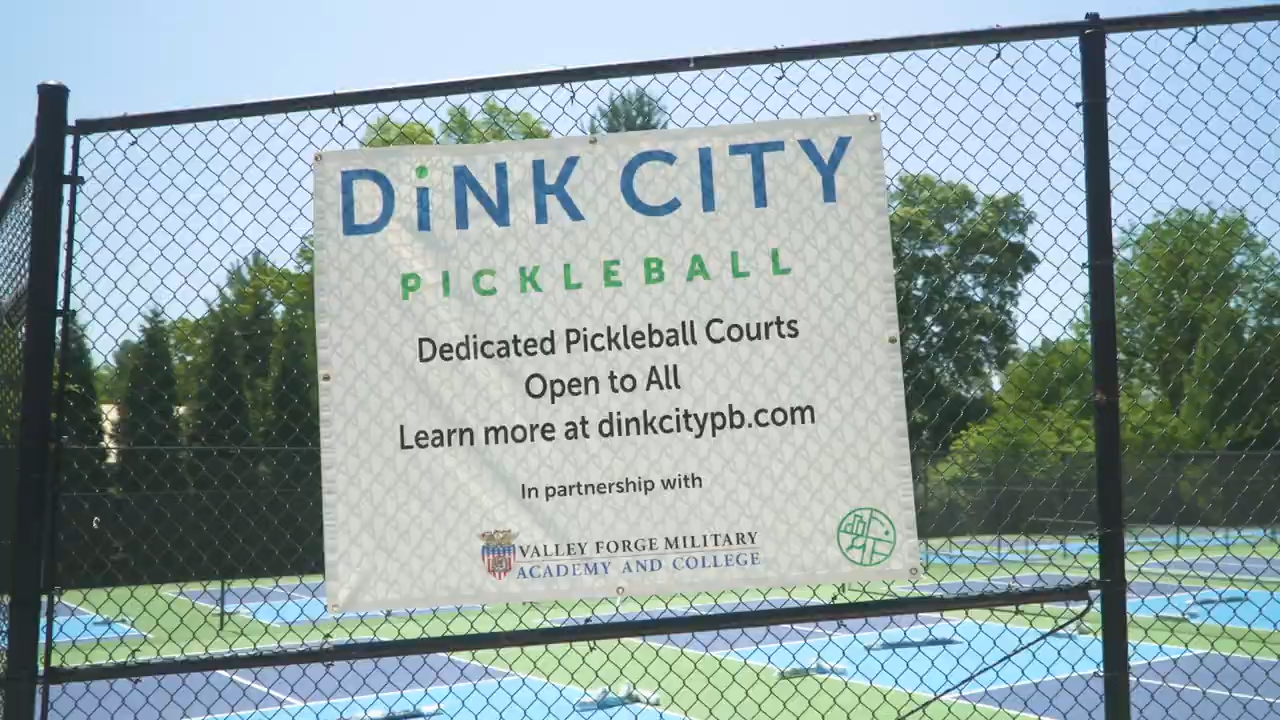 DiNK CITY
PICKLEBALL
Dedicated Pickleball Courts
Open to All
Learn more at dinkcitypb.com
In partnership with
VALLEY FORGE MILITARY
ACADEMY AND COLLEGE